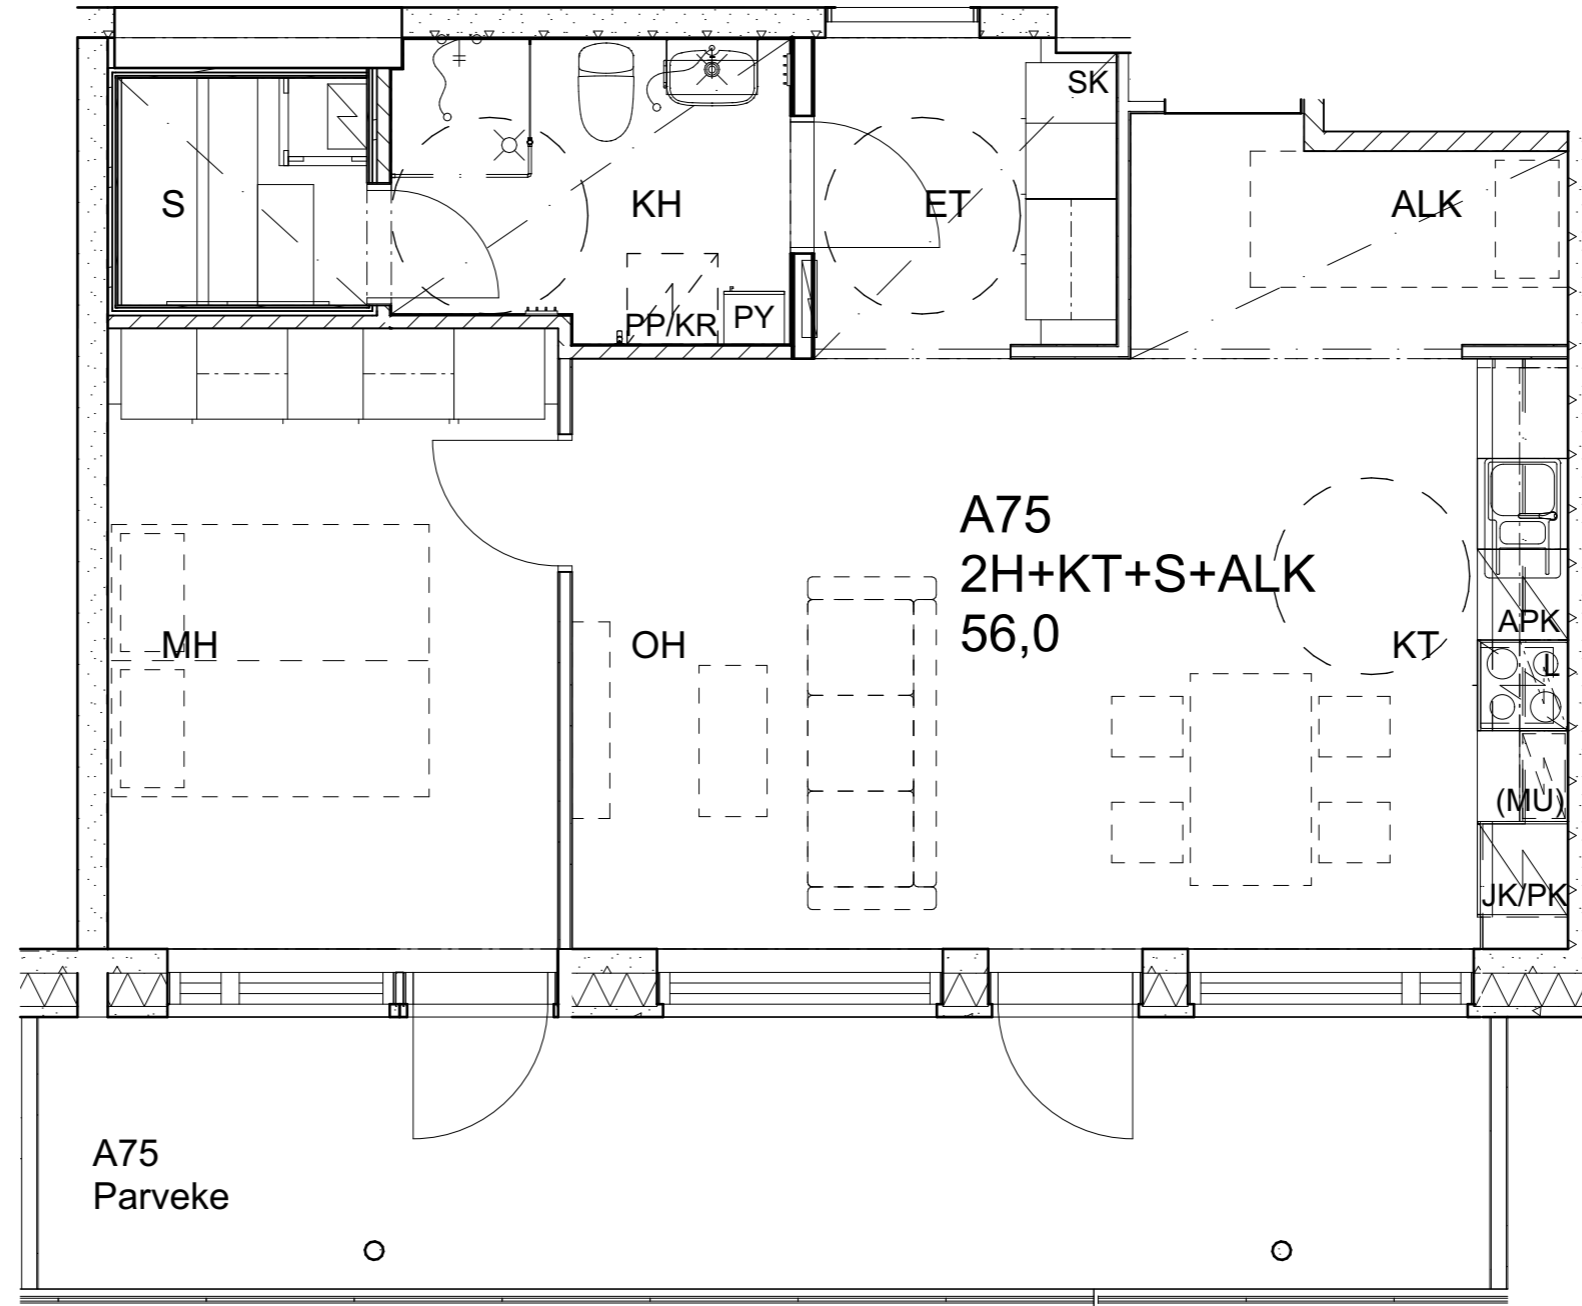 SK
S
KH
ET
ALK
PP/KR
PY
A75
2H+KT+S+ALK
56,0
APK
MH
OH
KT
L
(MU)
JK/PK
A75
Parveke